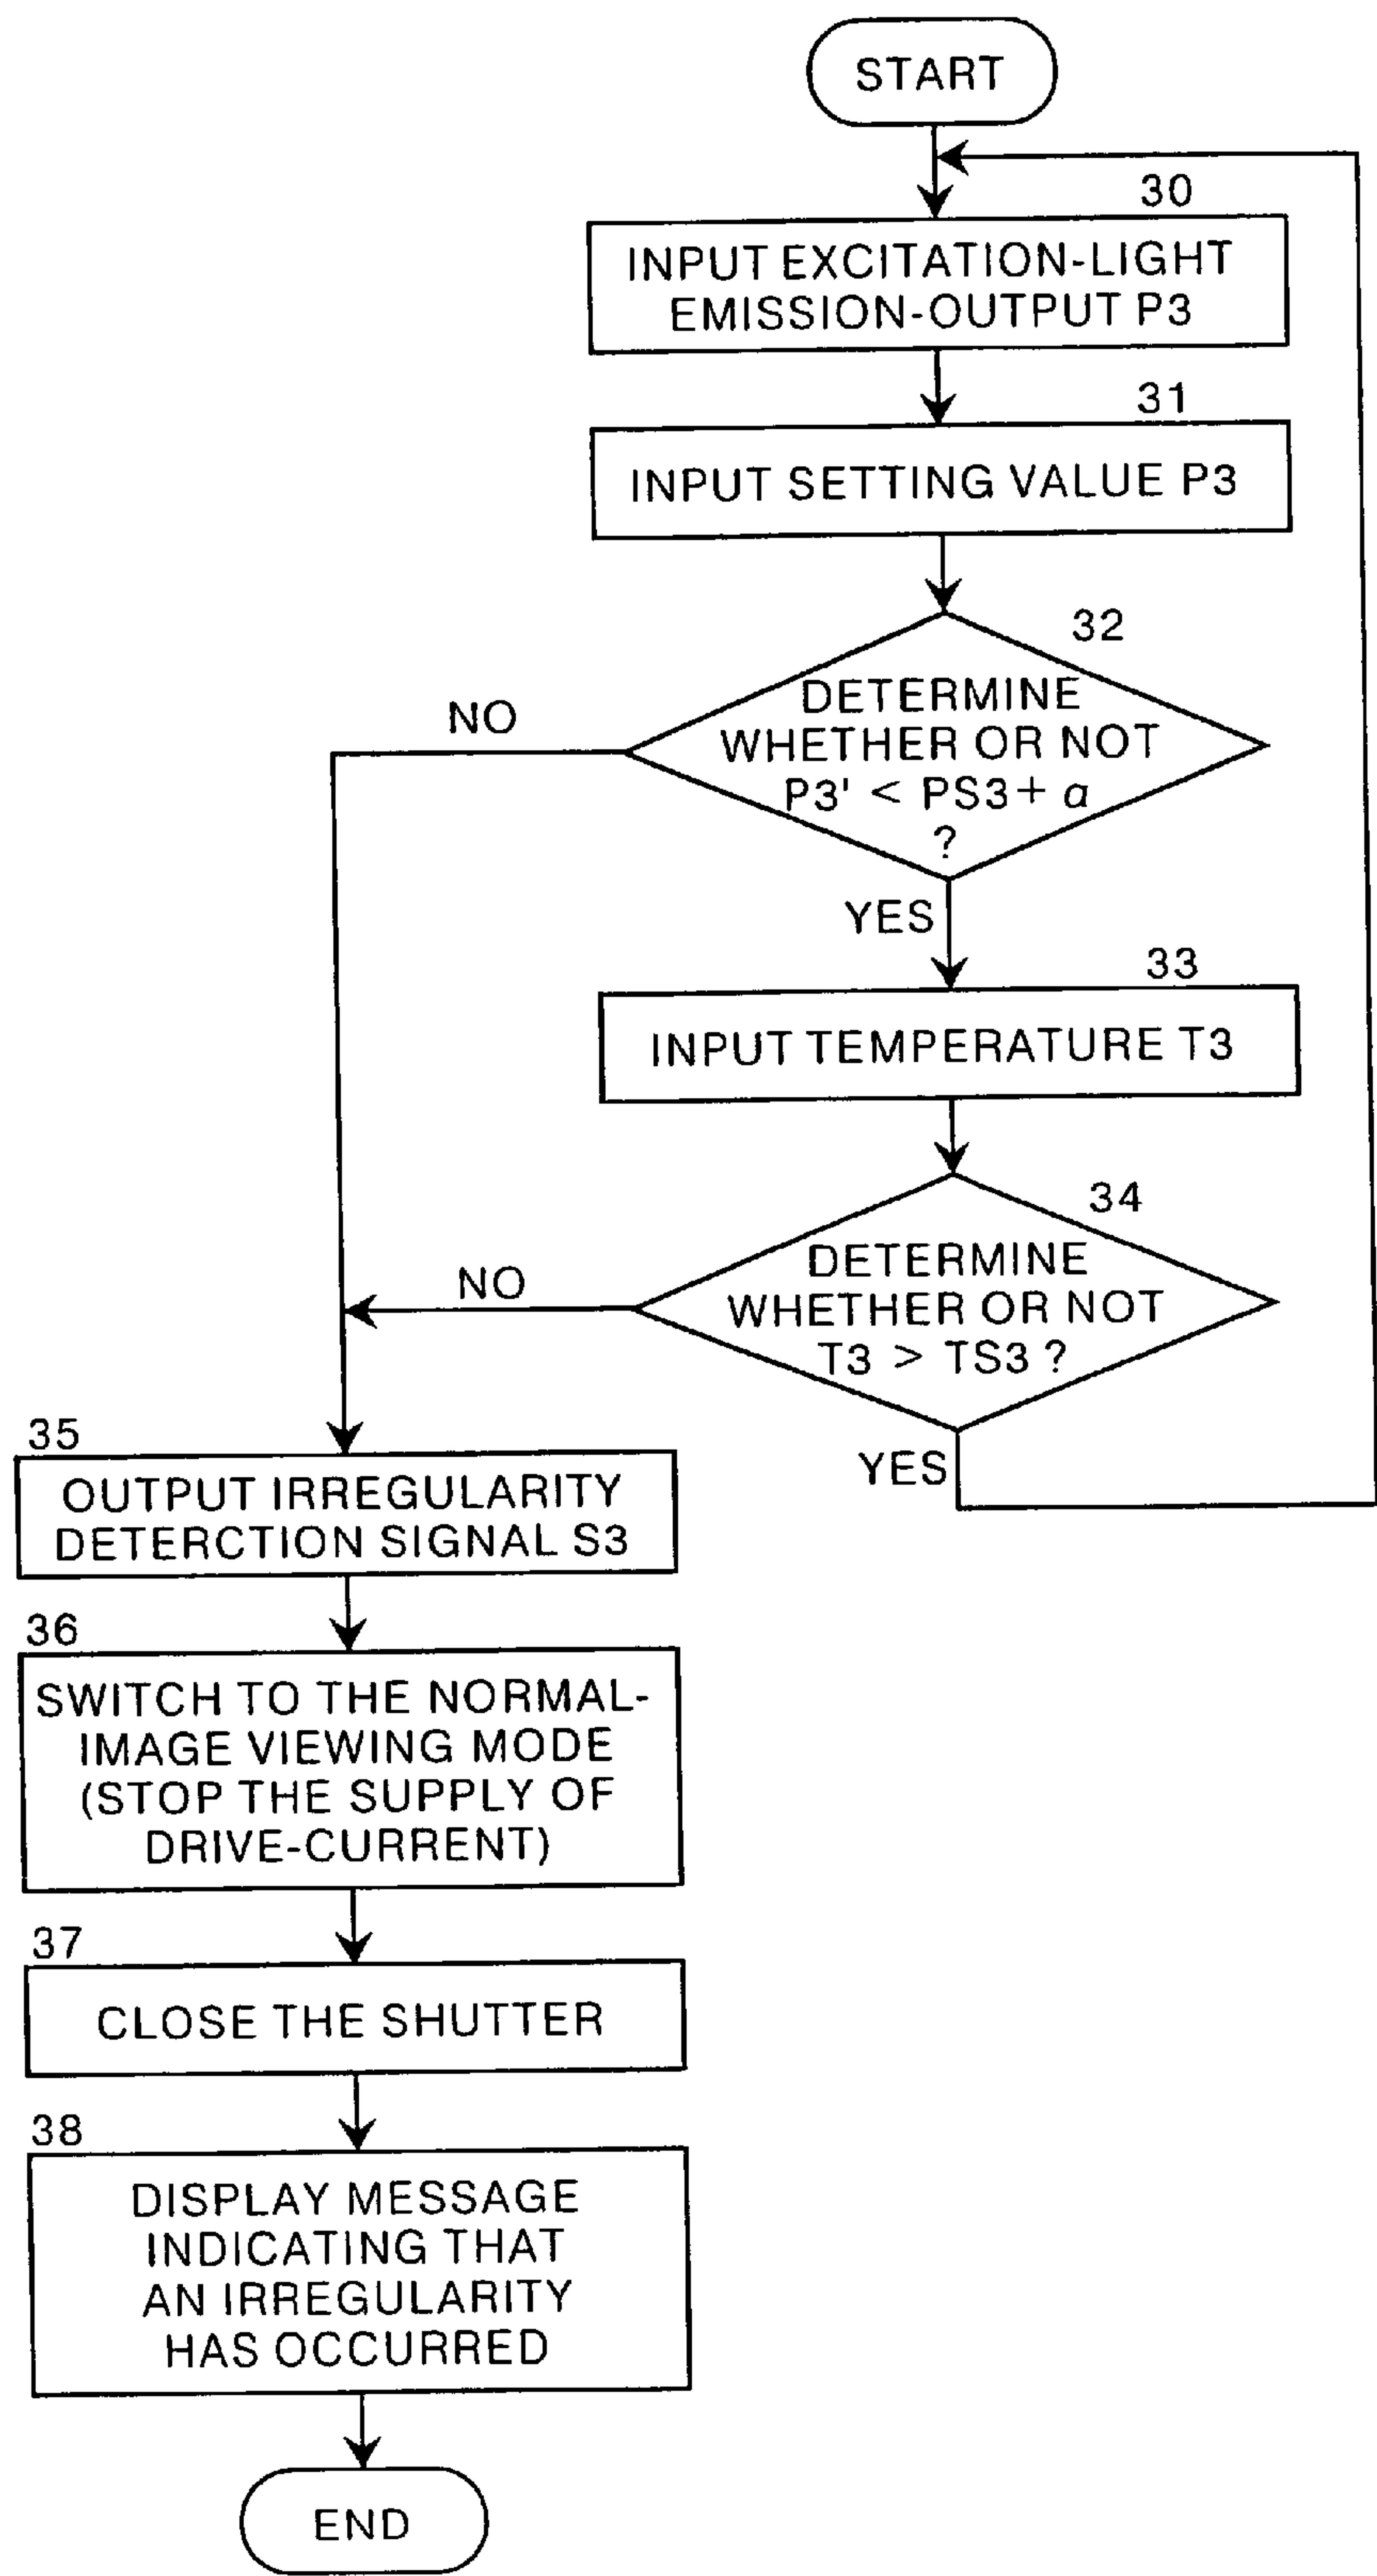 START
30
INPUT EXCITATION-LIGHT
EMISSION-OUTPUT P3
31
INPUT SETTING VALUE P3
32
DETERMINE
WHETHER OR NOT
P3' < PS3+ α
?
NO
YES
33
INPUT TEMPERATURE T3
34
DETERMINE
WHETHER OR NOT
T3 > TS3 ?
NO
YES
35
OUTPUT IRREGULARITY
DETERCTION SIGNAL S3
36
SWITCH TO THE NORMAL-
IMAGE VIEWING MODE
(STOP THE SUPPLY OF
DRIVE-CURRENT)
37
CLOSE THE SHUTTER
38
DISPLAY MESSAGE
INDICATING THAT
AN IRREGULARITY
HAS OCCURRED
END